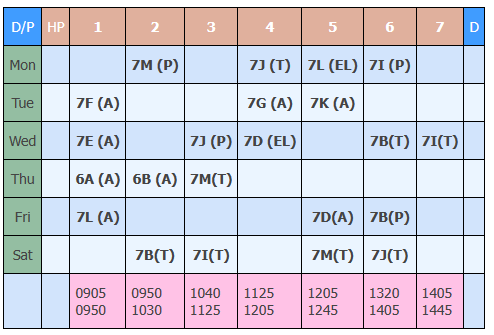 D/P HP 1 2 3 4 5 6 7 D
Mon 7M (P) 7J (T) 7L (EL) 7I (P)
Tue 7F (A) 7G (A) 7K (A)
Wed 7E (A) 7J (P) 7D (EL) 7B(T) 7I(T)
Thu 6A (A) 6B (A) 7M(T)
Fri 7L (A) 7D(A) 7B(P)
Sat 7B(T) 7I(T) 7M(T) 7J(T)
0905 0950 1040 1125 1205 1320 1405
0950 1030 1125 1205 1245 1405 1445